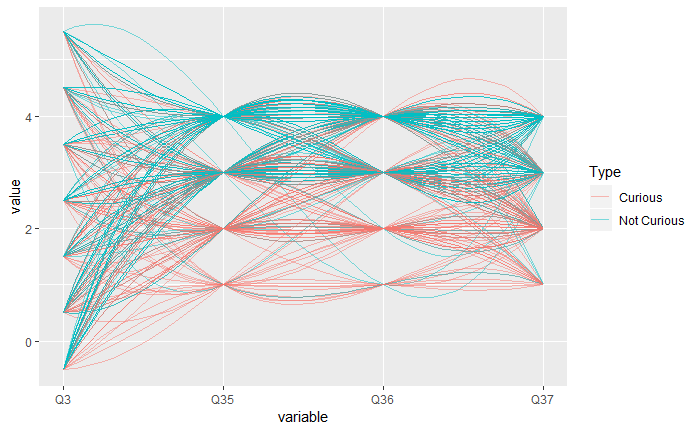 value
4
2
0
Q3 Q35 Q36 Q37
variable
Type
Curious
Not Curious